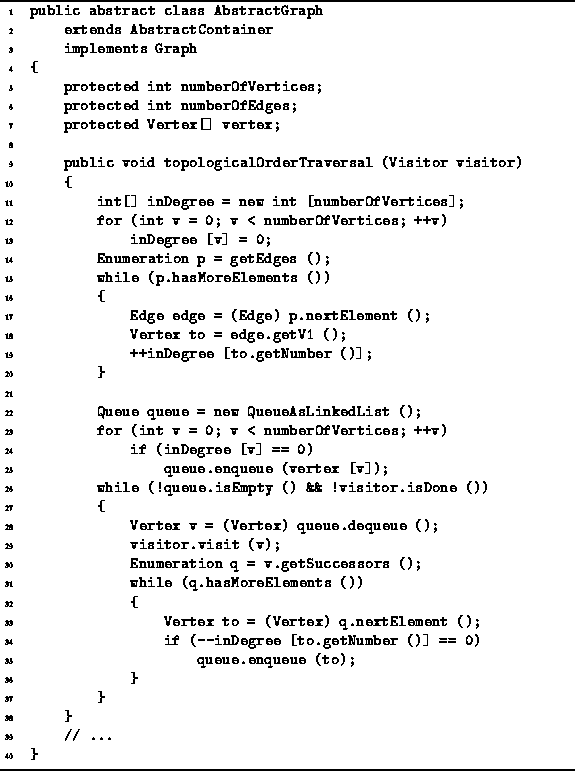 1 public abstract class AbstractGraph
2 extends AbstractContainer
3 implements Graph
4 {
5 protected int numberOfVertices;
6 protected int numberOfEdges;
7 protected Vertex[] vertex;
8
9 public void topologicalOrderTraversal (Visitor visitor)
10 {
11 int[] inDegree = new int [numberOfVertices];
12 for (int v = 0; v < numberOfVertices; ++v)
13 inDegree [v] = 0;
14 Enumeration p = getEdges ();
15 while (p.hasMoreElements ())
16 {
17 Edge edge = (Edge) p.nextElement ();
18 Vertex to = edge.getV1 ();
19 ++inDegree [to.getNumber ()];
20 }
21
22 Queue queue = new QueueAsLinkedList ();
23 for (int v = 0; v < numberOfVertices; ++v)
24 if (inDegree [v] == 0)
25 queue.enqueue (vertex [v]);
26 while (!queue.isEmpty () && !visitor.isDone ())
27 {
28 Vertex v = (Vertex) queue.dequeue ();
29 visitor.visit (v);
30 Enumeration q = v.getSuccessors ();
31 while (q.hasMoreElements ())
32 {
33 Vertex to = (Vertex) q.nextElement ();
34 if (--inDegree [to.getNumber ()] == 0)
35 queue.enqueue (to);
36 }
37 }
38 }
39 // ...
40 }